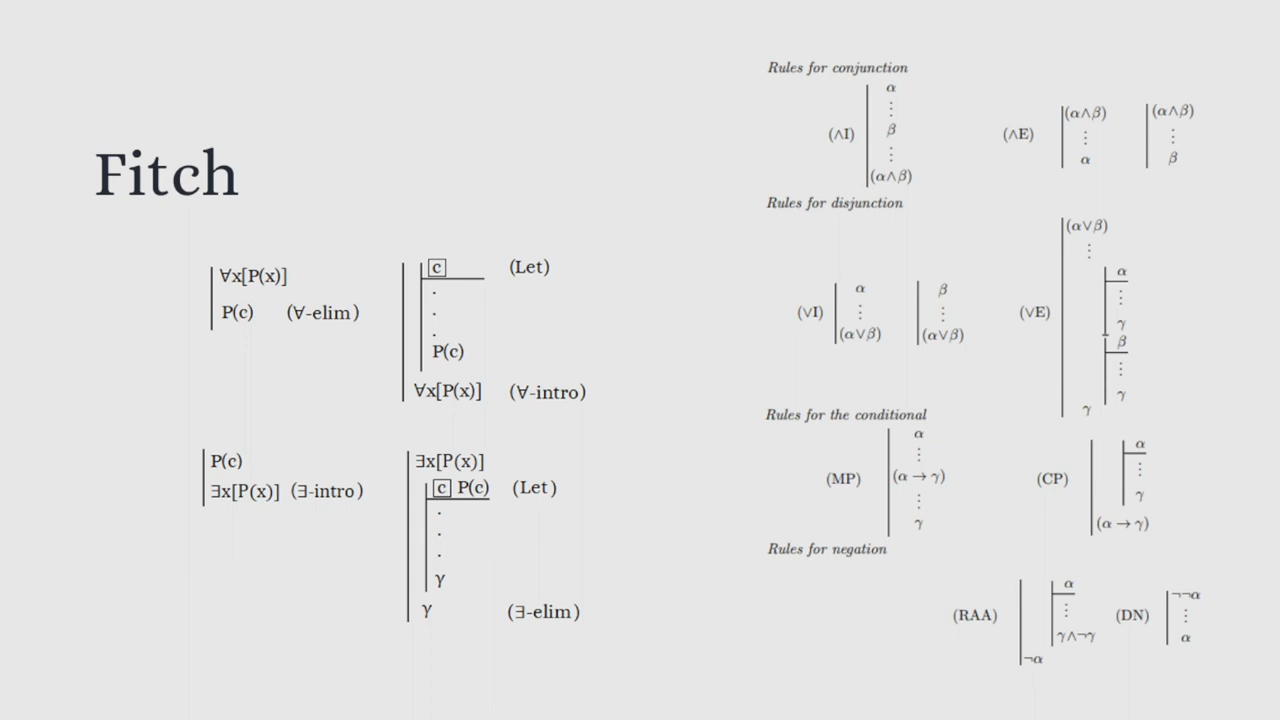 Fitch
∀x[P(x)]
P(c) (∀-elim)
c (Let)
.
.
.
P(c)
∀x[P(x)] (∀-intro)
P(c)
∃x[P(x)] (∃-intro)
∃x[P(x)]
c P(c) (Let)
.
.
.
γ
γ (∃-elim)
Rules for conjunction
(∧I)
α
⋮
β
⋮
(α∧β)
(∧E)
(α∧β)
⋮
α
(α∧β)
⋮
β
Rules for disjunction
(∨I)
α
⋮
(α∨β)
β
⋮
(α∨β)
(∨E)
(α∨β)
⋮
α
⋮
γ
β
⋮
γ
γ
Rules for the conditional
(MP)
α
⋮
(α → γ)
⋮
γ
(CP)
α
⋮
γ
(α → γ)
Rules for negation
(RAA)
α
⋮
γ∧¬γ
¬α
(DN)
¬¬α
⋮
α